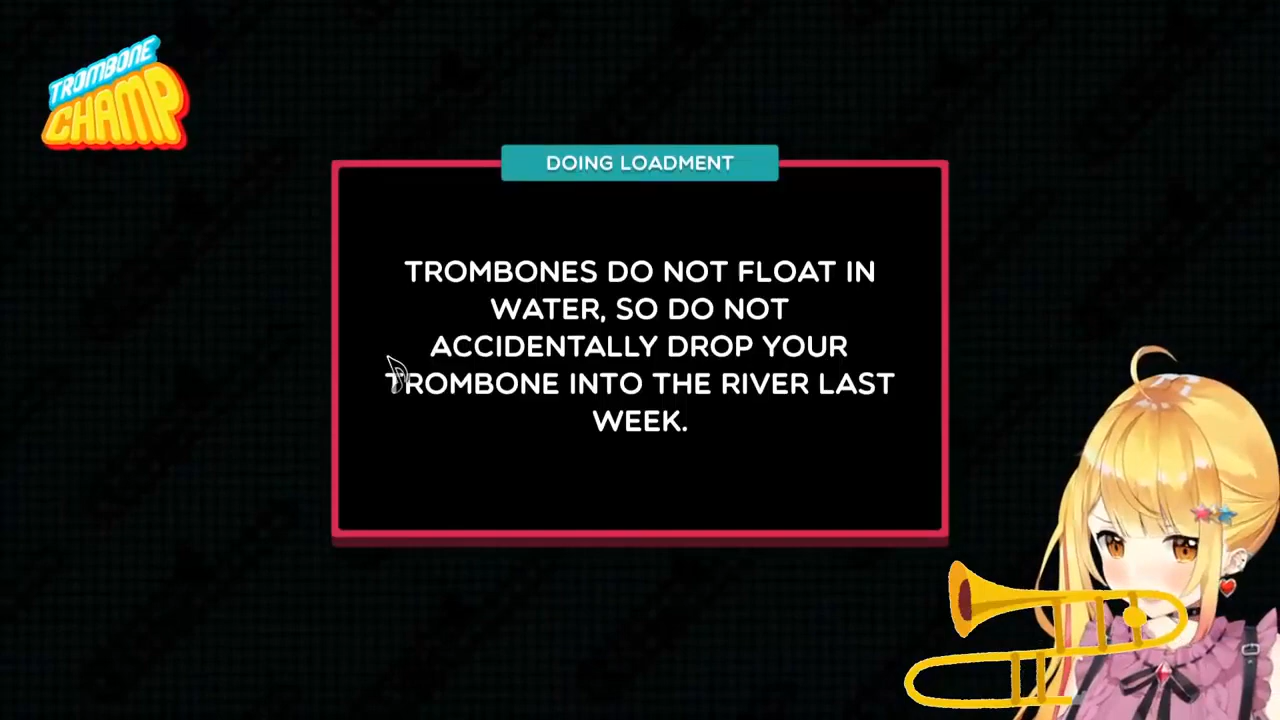 TROMBONE
CHAMP
DOING LOADMENT
TROMBONES DO NOT FLOAT IN
WATER, SO DO NOT
ACCIDENTALLY DROP YOUR
TROMBONE INTO THE RIVER LAST
WEEK.